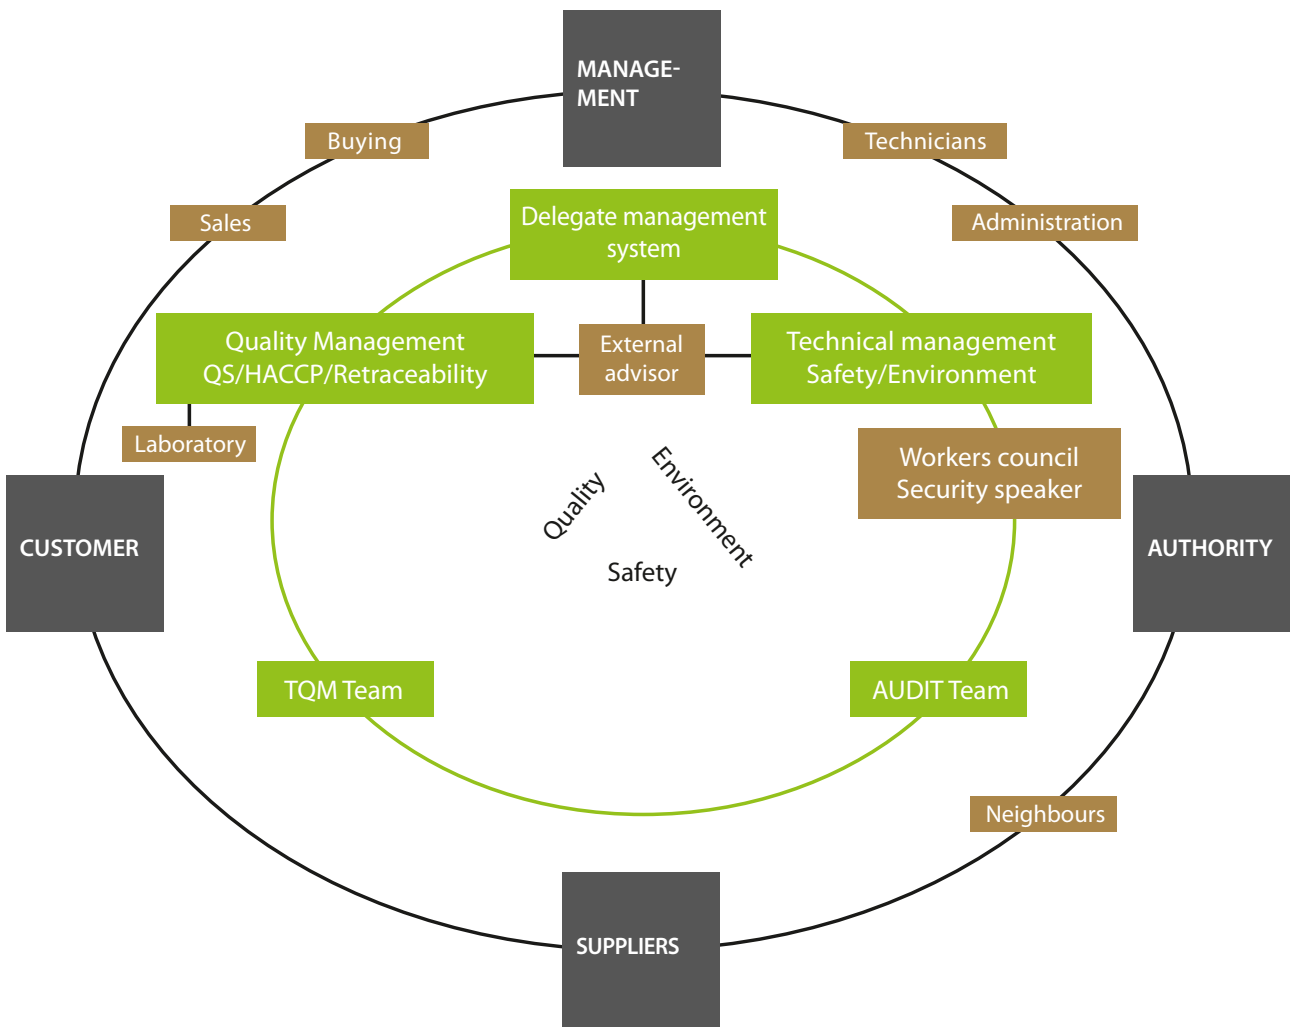 MANAGE-
MENT
Buying
Technicians
Sales
Administration
Delegate management
system
Quality Management
QS/HACCP/Retraceability
External
advisor
Technical management
Safety/Environment
Laboratory
Workers council
Security speaker
Quality
Environment
Safety
CUSTOMER
AUTHORITY
TQM Team
AUDIT Team
Neighbours
SUPPLIERS